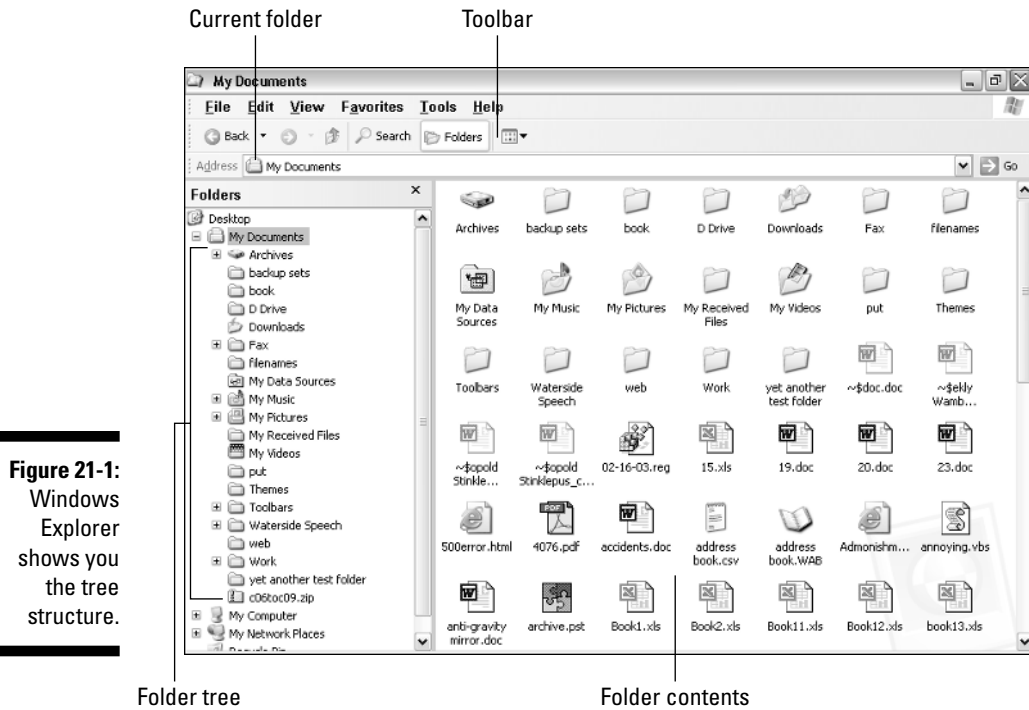 Current folder
Toolbar
My Documents
File Edit View Favorites Tools Help
Back Search Folders
Address My Documents Go
Folders
Desktop
My Documents
Archives
backup sets
book
D Drive
Downloads
Fax
filenames
My Data Sources
My Music
My Pictures
My Received Files
My Videos
put
Themes
Toolbars
Waterside Speech
web
Work
yet another test folder
c06toc09.zip
My Computer
My Network Places
Recycle Bin
Archives
backup sets
book
D Drive
Downloads
Fax
filenames
My Data
Sources
My Music
My Pictures
My Received
Files
My Videos
put
Themes
Toolbars
Waterside
Speech
web
Work
yet another
test folder
~$doc.doc
~$ekly
Wamb...
~$opold
Stinkle...
~$opold
Stinklepus_c...
02-16-03.reg
15.xls
19.doc
20.doc
23.doc
500error.html
PDF
4076.pdf
accidents.doc
address
book.csv
address
book.WAB
Admonishm...
annoying.vbs
anti-gravity
mirror.doc
archive.pst
Book1.xls
Book2.xls
Book11.xls
Book12.xls
book13.xls
Figure 21-1:
Windows
Explorer
shows you
the tree
structure.
Folder tree
Folder contents